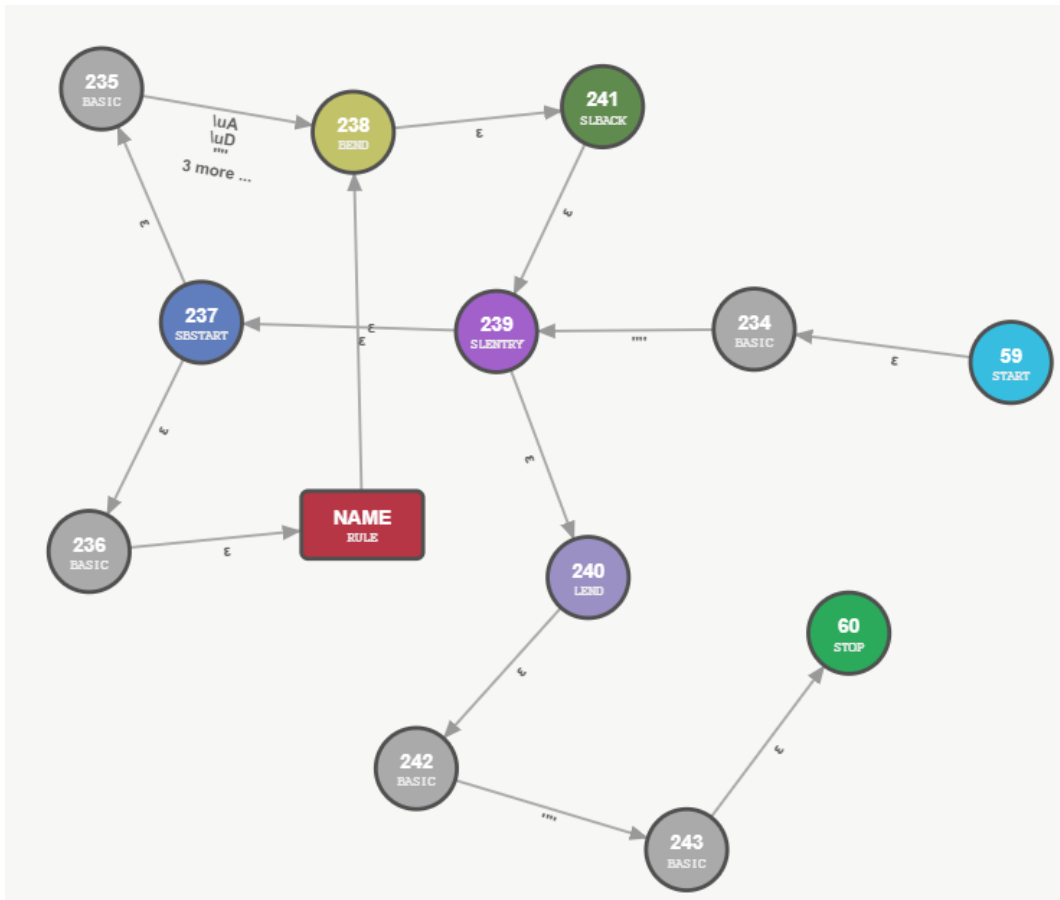 235
BASIC
\uA
\uD
""
3 more ...
238
BEND
ε
241
SLBACK
ε
ε
237
SBSTART
ε
ε
239
SLENTRY
""
234
BASIC
ε
59
START
ε
ε
236
BASIC
ε
NAME
RULE
240
LEND
ε
60
STOP
242
BASIC
""
ε
243
BASIC